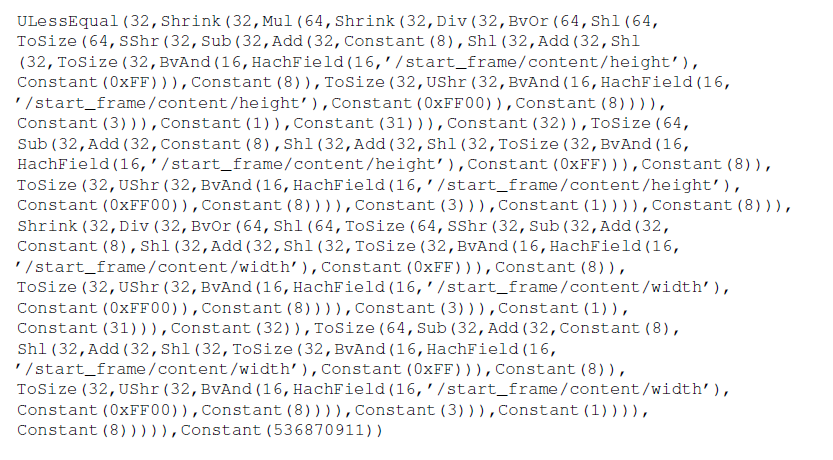 ULessEqual(32,Shrink(32,Mul(64,Shrink(32,Div(32,BvOr(64,Shl(64,
ToSize(64,SShr(32,Sub(32,Add(32,Constant(8),Shl(32,Add(32,Shl
(32,ToSize(32,BvAnd(16,HachField(16,’/start_frame/content/height’),
Constant(0xFF))),Constant(8)),ToSize(32,UShr(32,BvAnd(16,HachField(16,
’/start_frame/content/height’),Constant(0xFF00)),Constant(8)))),
Constant(3))),Constant(1)),Constant(31))),Constant(32)),ToSize(64,
Sub(32,Add(32,Constant(8),Shl(32,Add(32,Shl(32,ToSize(32,BvAnd(16,
HachField(16,’/start_frame/content/height’),Constant(0xFF))),Constant(8)),
ToSize(32,UShr(32,BvAnd(16,HachField(16,’/start_frame/content/height’),
Constant(0xFF00)),Constant(8)))),Constant(3))),Constant(1)))),Constant(8))),
Shrink(32,Div(32,BvOr(64,Shl(64,ToSize(64,SShr(32,Sub(32,Add(32,
Constant(8),Shl(32,Add(32,Shl(32,ToSize(32,BvAnd(16,HachField(16,
’/start_frame/content/width’),Constant(0xFF))),Constant(8)),
ToSize(32,UShr(32,BvAnd(16,HachField(16,’/start_frame/content/width’),
Constant(0xFF00)),Constant(8)))),Constant(3))),Constant(1)),
Constant(31))),Constant(32)),ToSize(64,Sub(32,Add(32,Constant(8),
Shl(32,Add(32,Shl(32,ToSize(32,BvAnd(16,HachField(16,
’/start_frame/content/width’),Constant(0xFF))),Constant(8)),
ToSize(32,UShr(32,BvAnd(16,HachField(16,’/start_frame/content/width’),
Constant(0xFF00)),Constant(8)))),Constant(3))),Constant(1)))),
Constant(8))))),Constant(536870911))